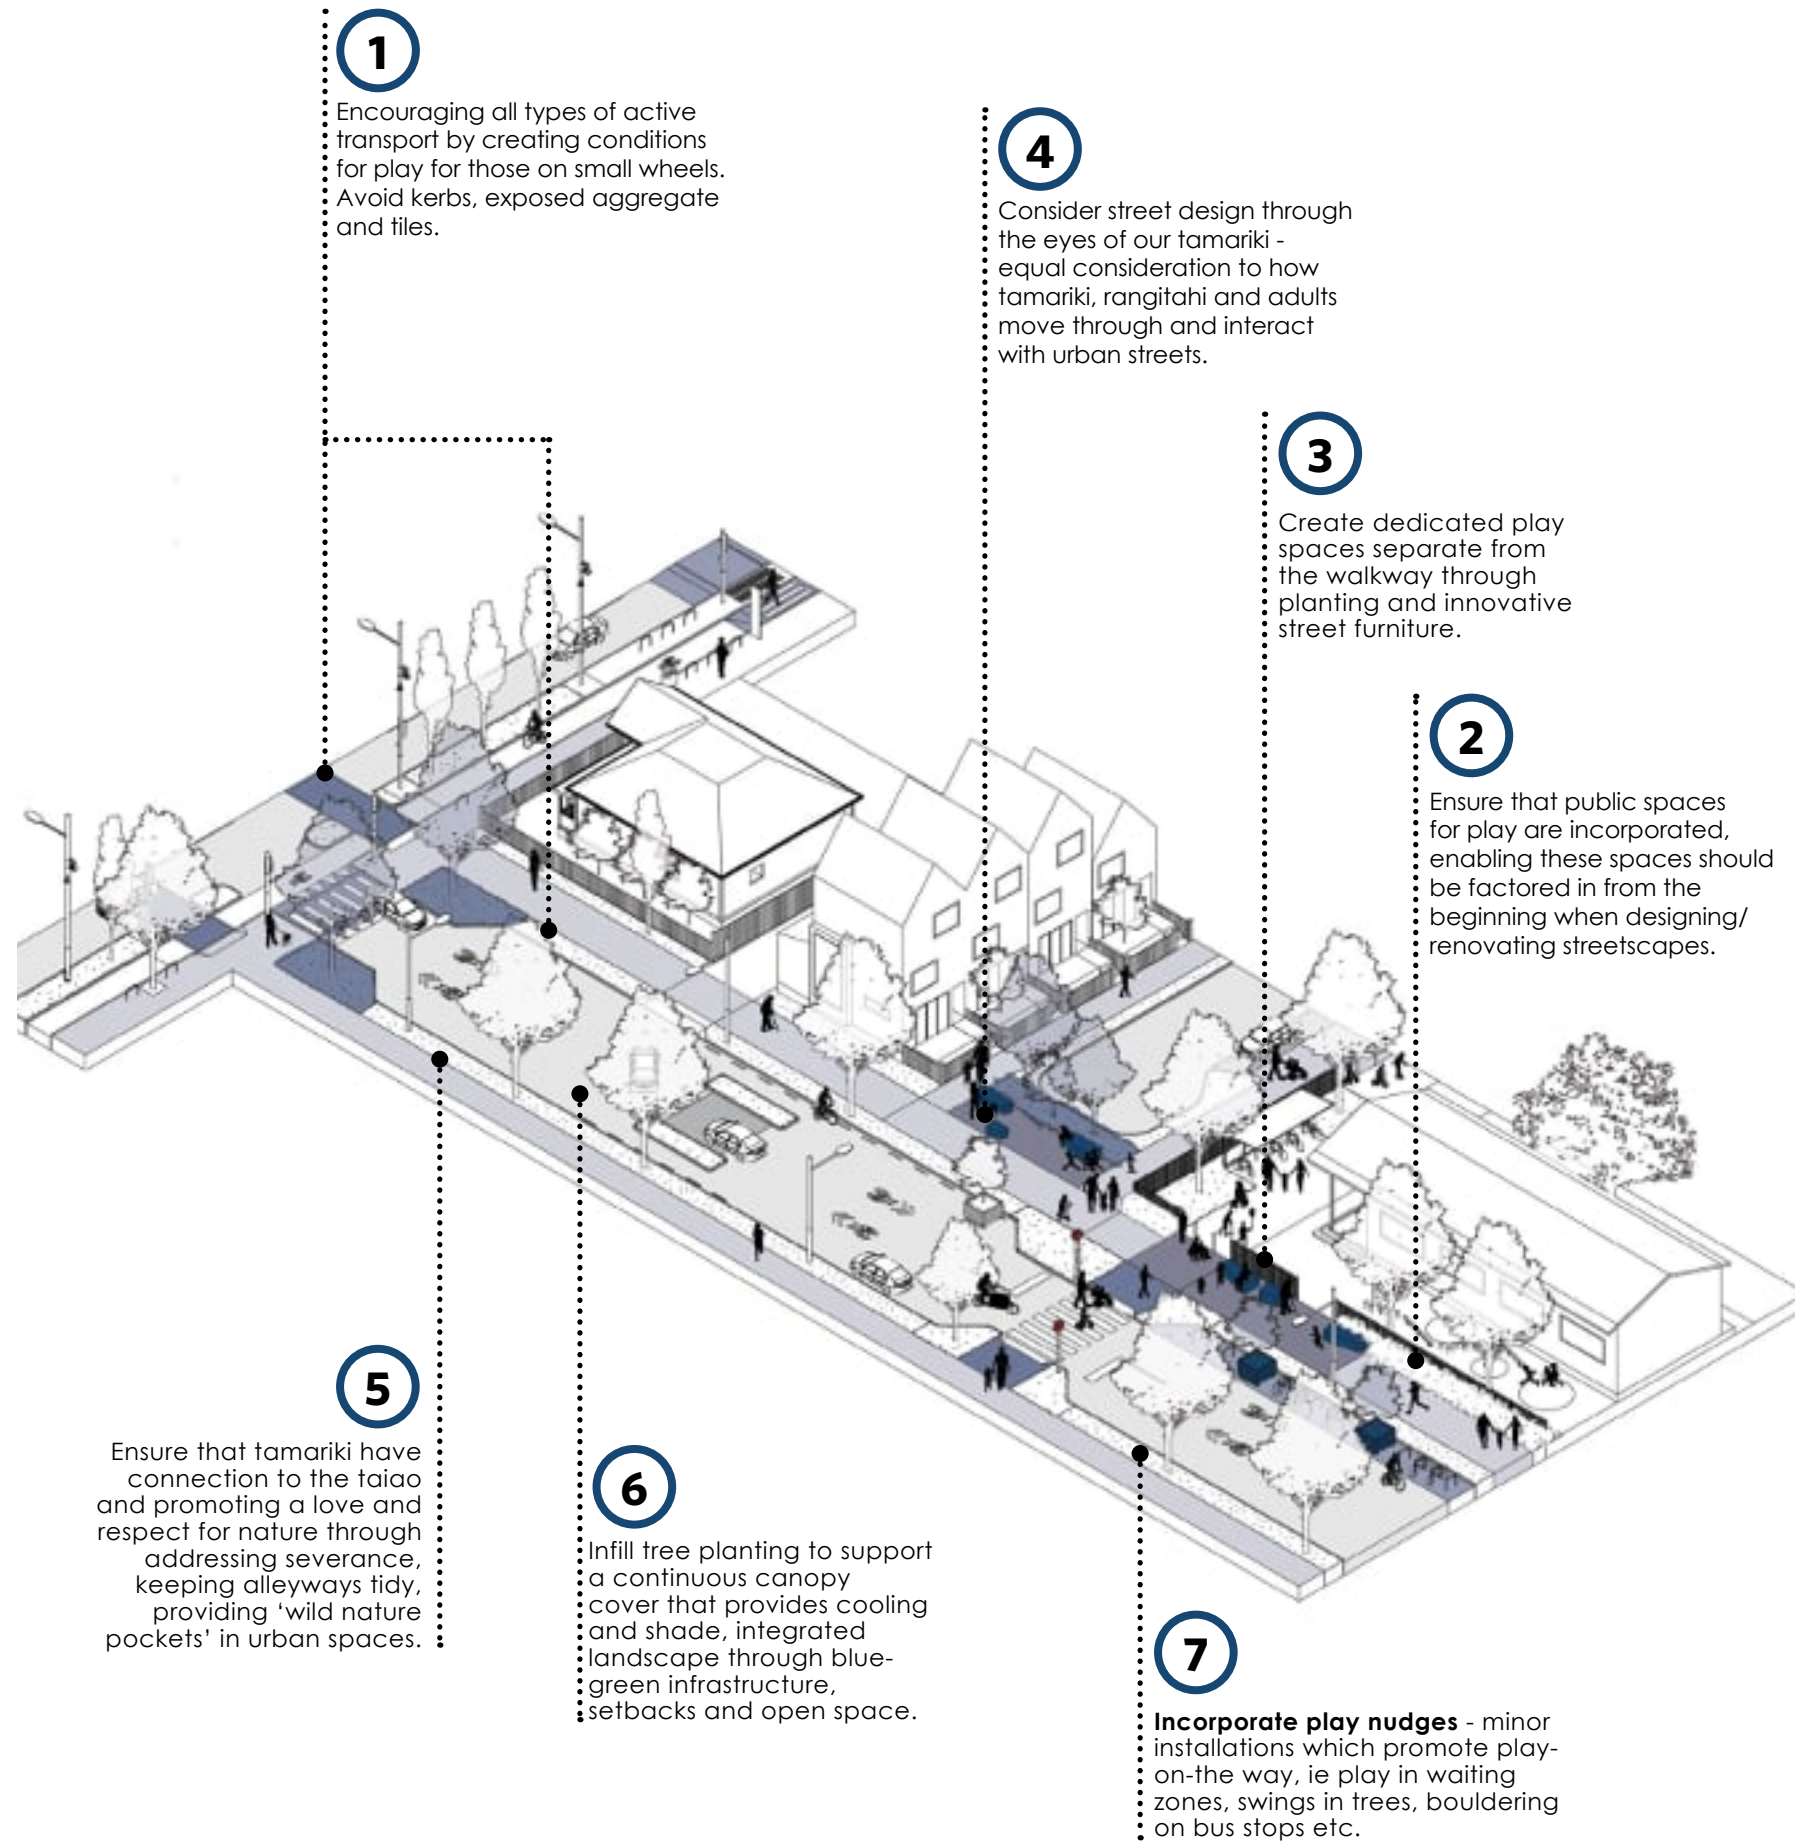 1
Encouraging all types of active
transport by creating conditions
for play for those on small wheels.
Avoid kerbs, exposed aggregate
and tiles.
4
Consider street design through
the eyes of our tamariki -
equal consideration to how
tamariki, rangitahi and adults
move through and interact
with urban streets.
3
Create dedicated play
spaces separate from
the walkway through
planting and innovative
street furniture.
2
Ensure that public spaces
for play are incorporated,
enabling these spaces should
be factored in from the
beginning when designing/
renovating streetscapes.
5
Ensure that tamariki have
connection to the taiao
and promoting a love and
respect for nature through
addressing severance,
keeping alleyways tidy,
providing ‘wild nature
pockets’ in urban spaces.
6
Infill tree planting to support
a continuous canopy
cover that provides cooling
and shade, integrated
landscape through blue-
green infrastructure,
setbacks and open space.
7
Incorporate play nudges - minor
installations which promote play-
on-the way, ie play in waiting
zones, swings in trees, bouldering
on bus stops etc.